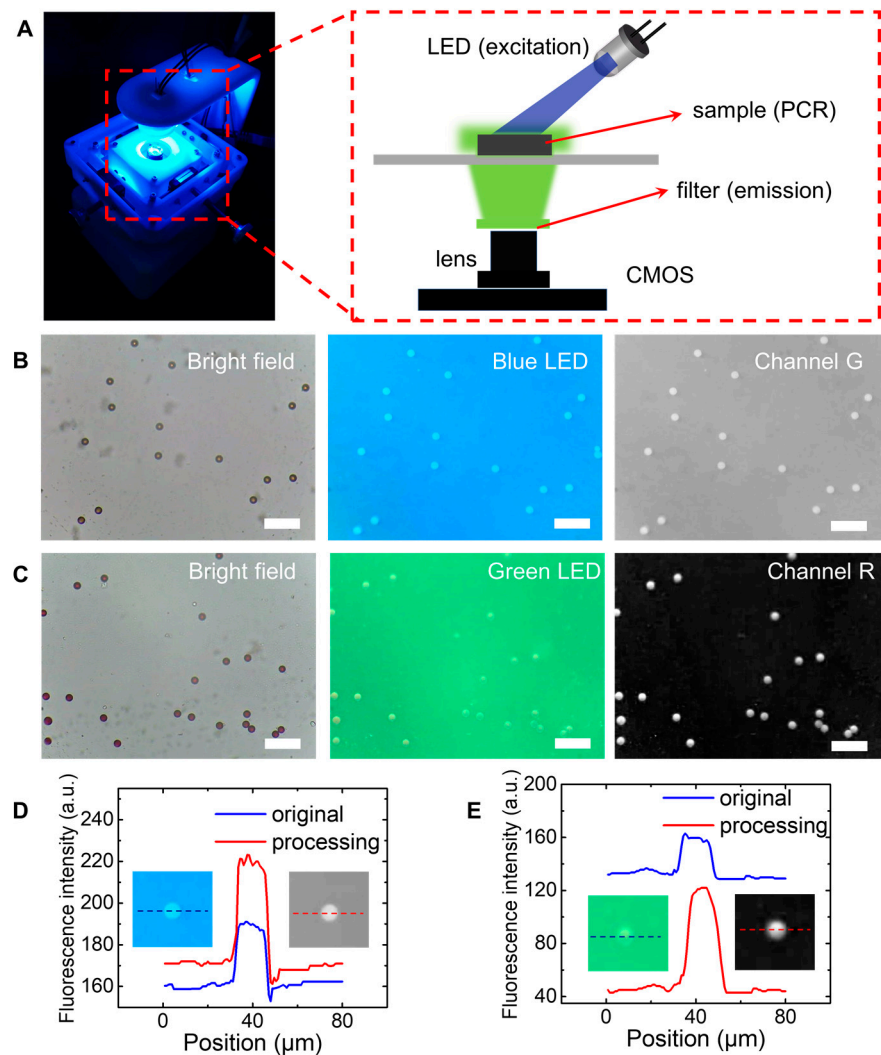 A
LED (excitation)
sample (PCR)
filter (emission)
lens
CMOS
B
Bright field
Blue LED
Channel G
C
Bright field
Green LED
Channel R
D
Fluorescence intensity (a.u.)
240
220
200
180
160
original
processing
0
40
80
Position (µm)
E
Fluorescence intensity (a.u.)
200
160
120
80
40
original
processing
0
40
80
Position (µm)